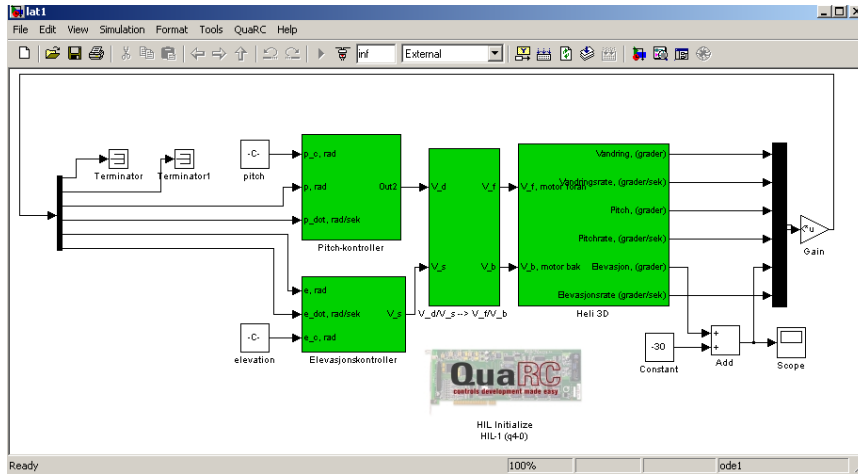 lat1
File Edit View Simulation Format Tools QuaRC Help
inf External
Terminator Terminator1
-C-
pitch
p_c, rad
p, rad Out2
p_dot, rad/sek
Pitch-kontroller
e, rad
e_dot, rad/sek V_s
e_c, rad
Elevasjonskontroller
-C-
elevation
V_d V_f
V_s V_b
V_d/V_s --> V_f/V_b
V_f, motor foran
V_b, motor bak
Vandring, (grader)
Vandringsrate, (grader/sek)
Pitch, (grader)
Pitchrate, (grader/sek)
Elevasjon, (grader)
Elevasjonsrate (grader/sek)
Heli 3D
*u
Gain
-30
Constant
+
+
Add
Scope
QuaRC
controls development made easy
HIL Initialize
HIL-1 (q4-0)
Ready 100% ode1